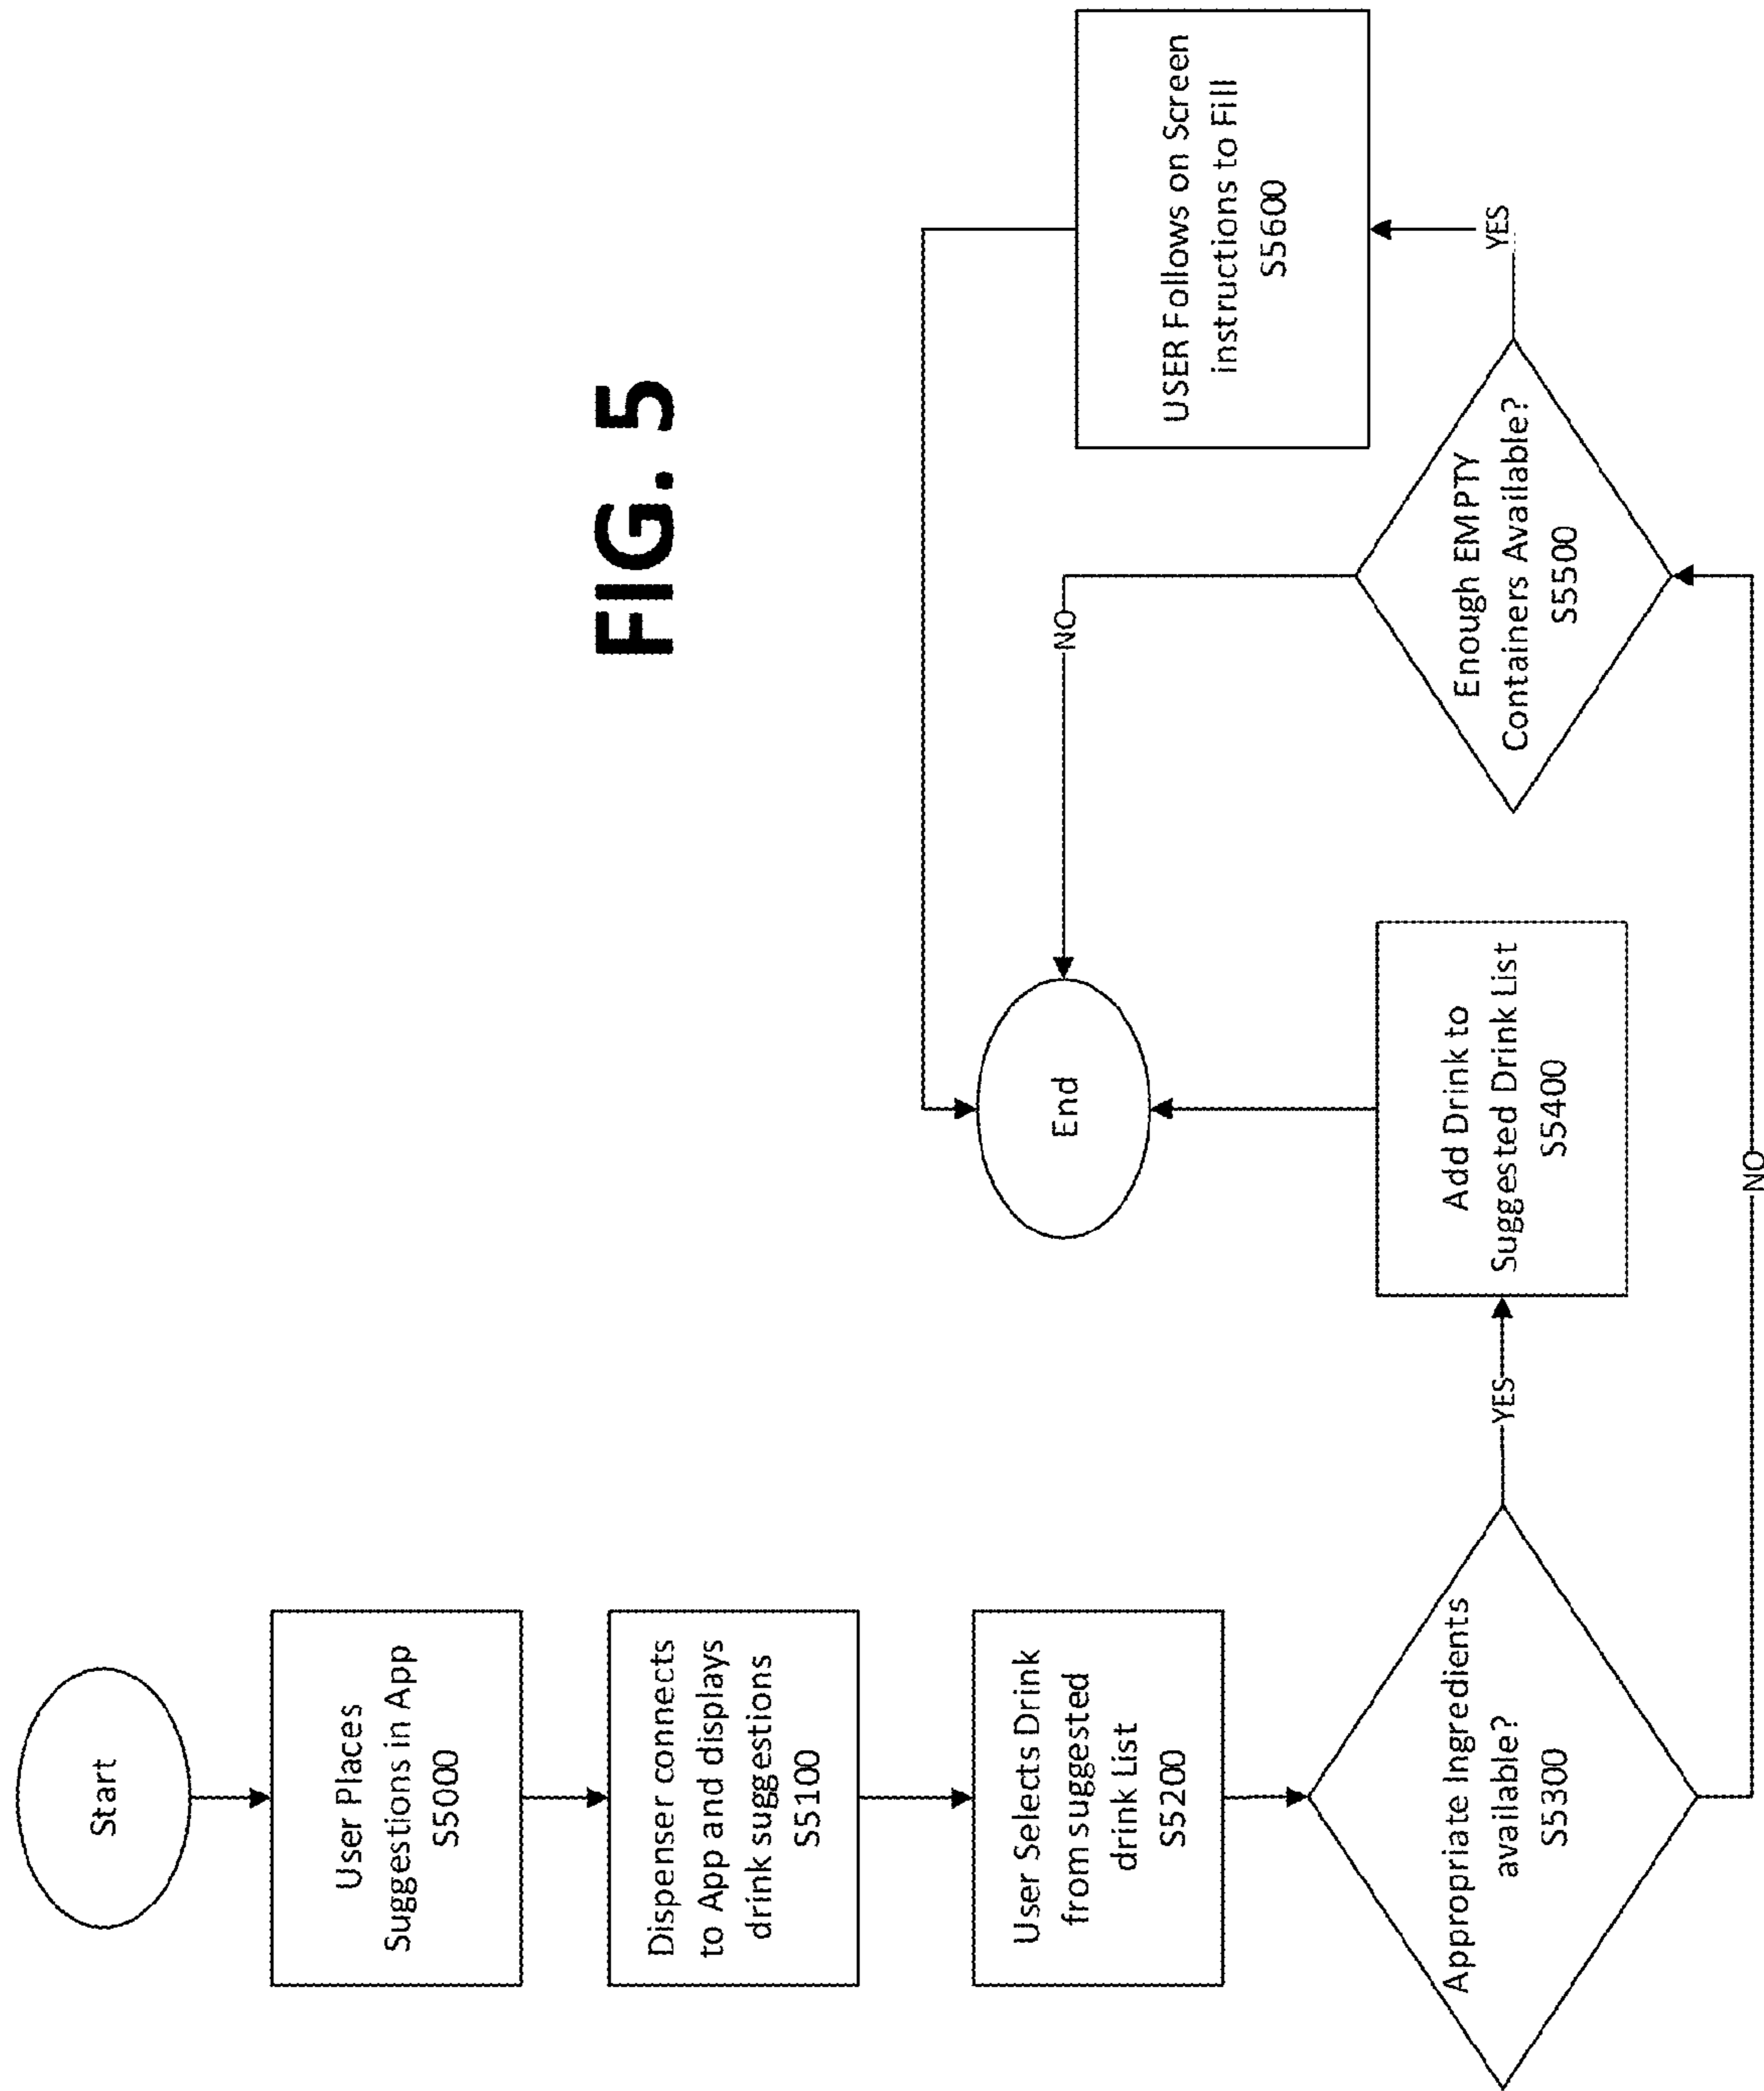 Start
User Places
Suggestions in App
S5000
Dispenser connects
to App and displays
drink suggestions
S5100
User Selects Drink
from suggested
drink List
S5200
Appropriate Ingredients
available?
S5300
YES
NO
Add Drink to
Suggested Drink List
S5400
End
Enough EMPTY
Containers Available?
S5500
NO
YES
USER Follows on Screen
instructions to Fill
S5600
FIG. 5